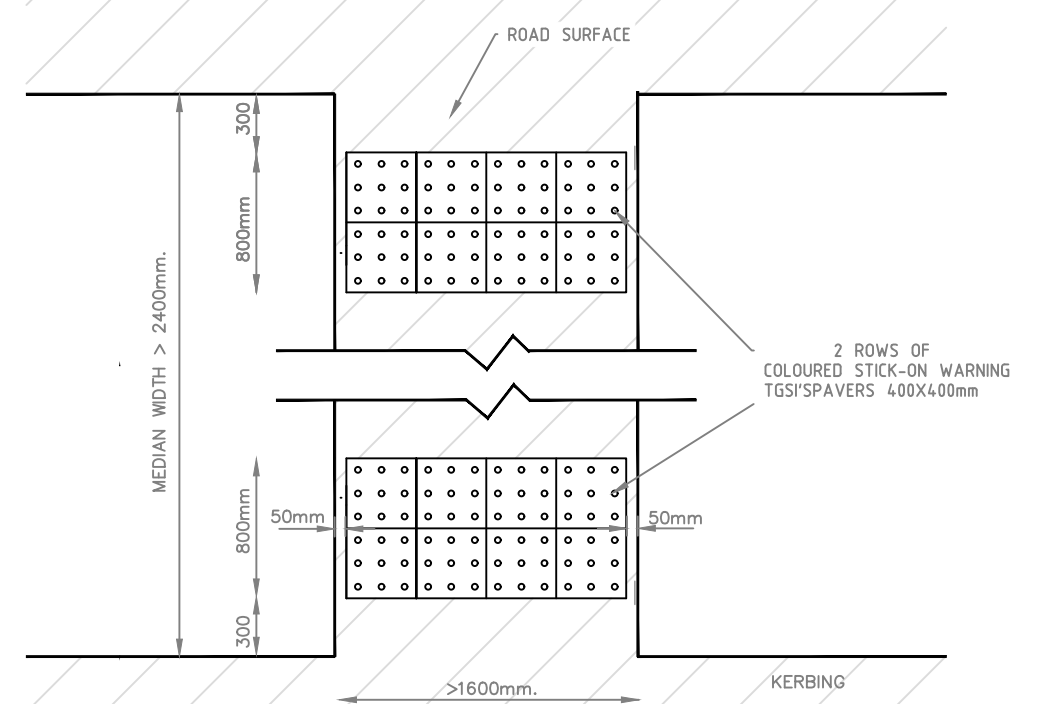 ROAD SURFACE
300
800mm
MEDIAN WIDTH > 2400mm.
2 ROWS OF
COLOURED STICK-ON WARNING
TGSI'SPAVERS 400X400mm
50mm
50mm
800mm
300
>1600mm.
KERBING